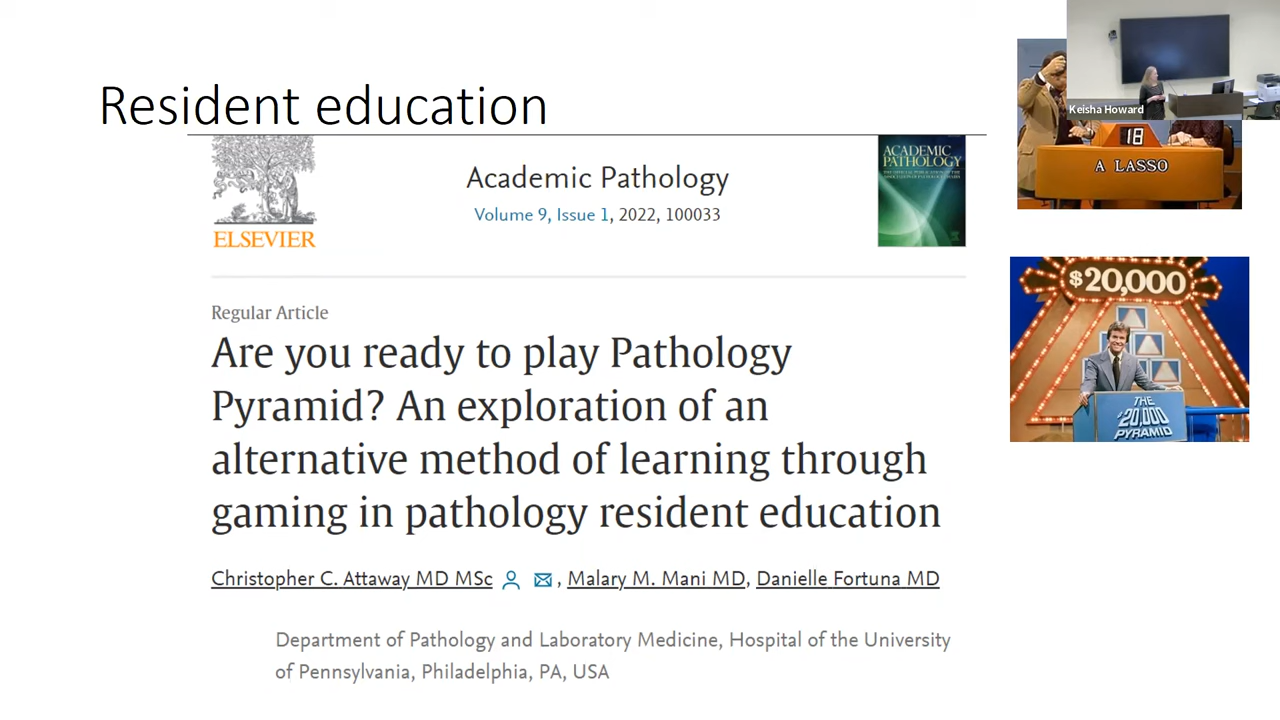 Resident education
ELSEVIER
Academic Pathology
Volume 9, Issue 1, 2022, 100033
ACADEMIC
PATHOLOGY
Regular Article
Are you ready to play Pathology
Pyramid? An exploration of an
alternative method of learning through
gaming in pathology resident education
Christopher C. Attaway MD MSc, Malary M. Mani MD, Danielle Fortuna MD
Department of Pathology and Laboratory Medicine, Hospital of the University
of Pennsylvania, Philadelphia, PA, USA
Keisha Howard
18
A LASSO
$20,000
THE
$20,000
PYRAMID